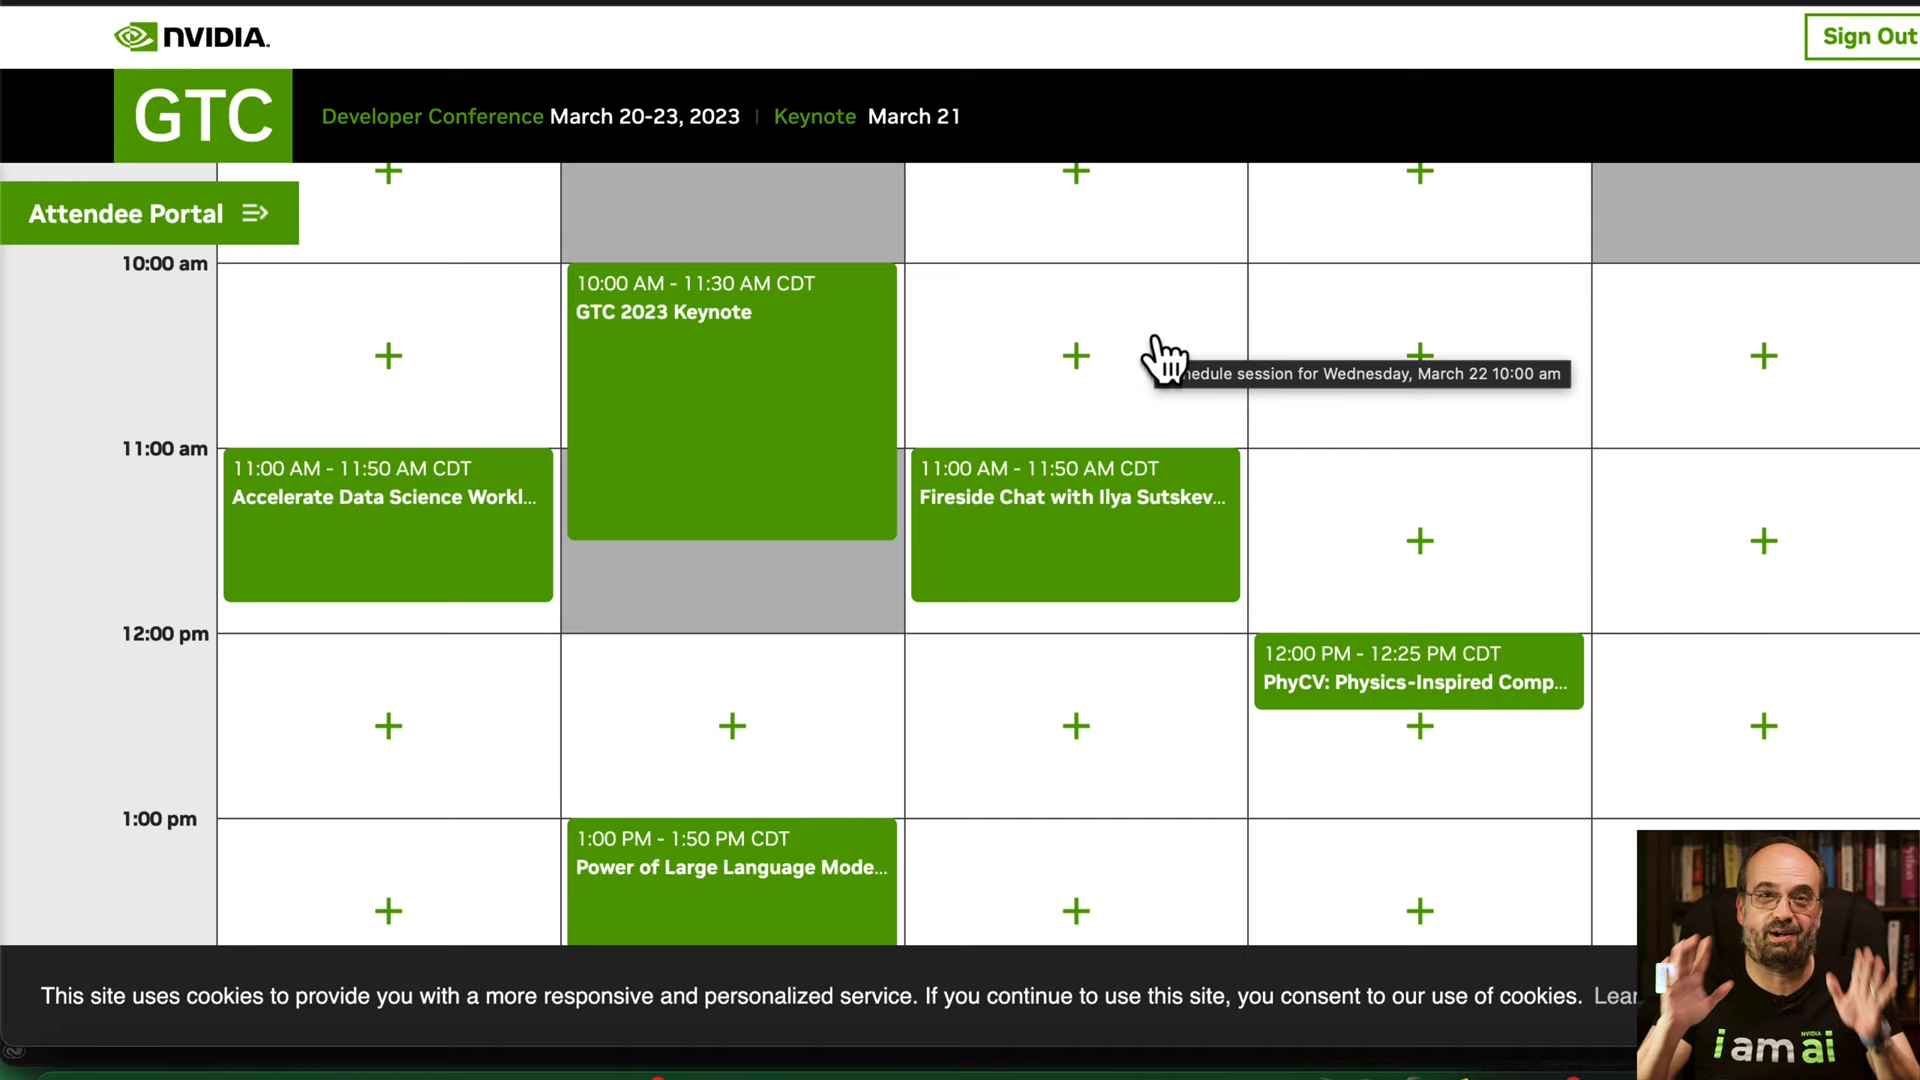 NVIDIA.
Sign Out
GTC
Developer Conference March 20-23, 2023 | Keynote March 21
Attendee Portal
10:00 am
10:00 AM - 11:30 AM CDT
GTC 2023 Keynote
hedule session for Wednesday, March 22 10:00 am
11:00 am
11:00 AM - 11:50 AM CDT
Accelerate Data Science Workl...
11:00 AM - 11:50 AM CDT
Fireside Chat with Ilya Sutskev...
12:00 pm
12:00 PM - 12:25 PM CDT
PhyCV: Physics-Inspired Comp...
1:00 pm
1:00 PM - 1:50 PM CDT
Power of Large Language Mode...
This site uses cookies to provide you with a more responsive and personalized service. If you continue to use this site, you consent to our use of cookies. Lear
NVIDIA
i am ai